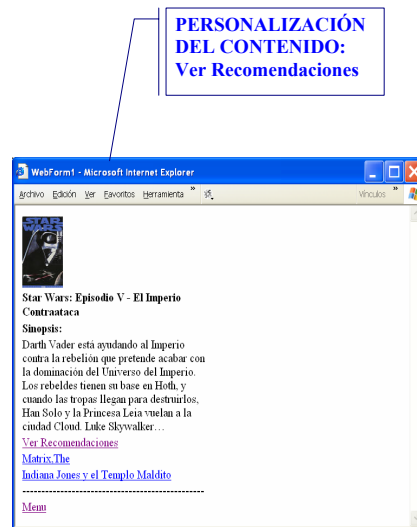 PERSONALIZACIÓN
DEL CONTENIDO:
Ver Recomendaciones
WebForm1 - Microsoft Internet Explorer
Archivo Edición Ver Favoritos Herramienta » Vínculos »
STAR
WARS
Star Wars: Episodio V - El Imperio
Contraataca
Sinopsis:
Darth Vader está ayudando al Imperio
contra la rebelión que pretende acabar con
la dominación del Universo del Imperio.
Los rebeldes tienen su base en Hoth, y
cuando las tropas llegan para destruirlos,
Han Solo y la Princesa Leia vuelan a la
ciudad Cloud. Luke Skywalker…
Ver Recomendaciones
Matrix,The
Indiana Jones y el Templo Maldito
------------------------------------------------
Menu